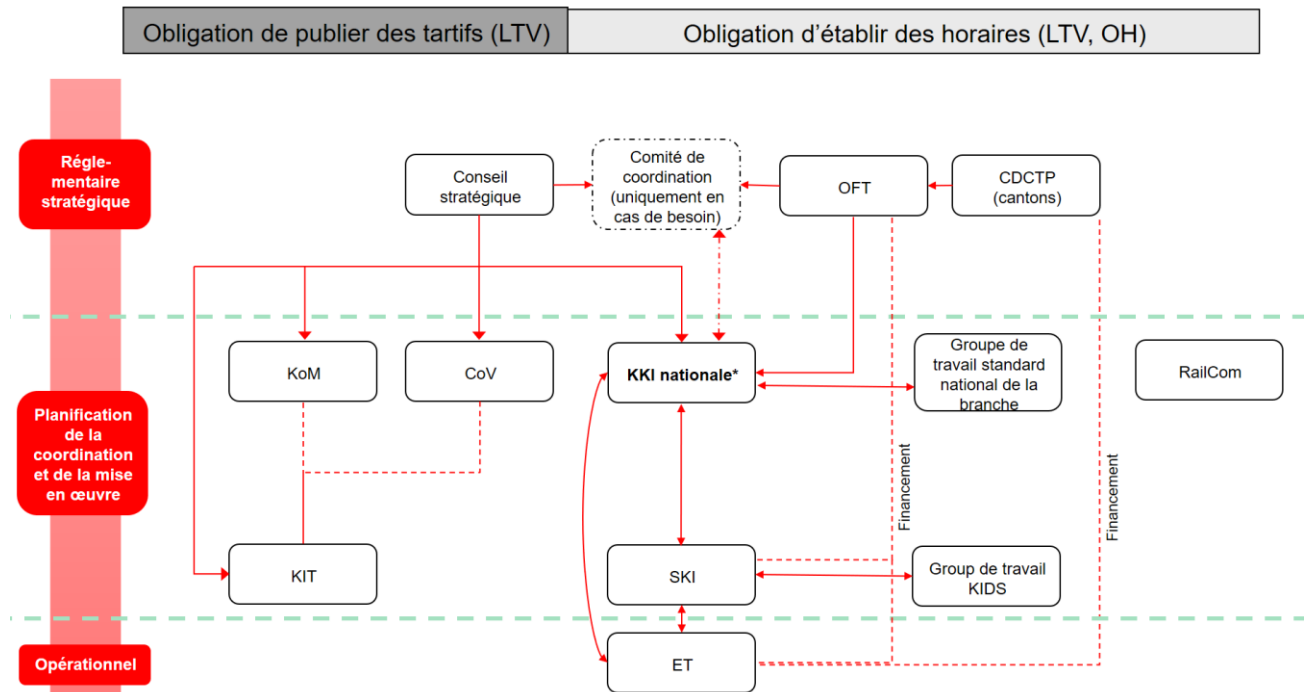 Obligation de publier des tartifs (LTV)
Obligation d'établir des horaires (LTV, OH)
Régle-
mentaire
stratégique
Conseil
stratégique
Comité de
coordination
(uniquement en
cas de besoin)
OFT
CDCTP
(cantons)
Planification
de la
coordination
et de la mise
en œuvre
KoM
CoV
KKI nationale*
Groupe de
travail standard
national de la
branche
RailCom
Financement
Financement
KIT
SKI
Group de travail
KIDS
Opérationnel
ET